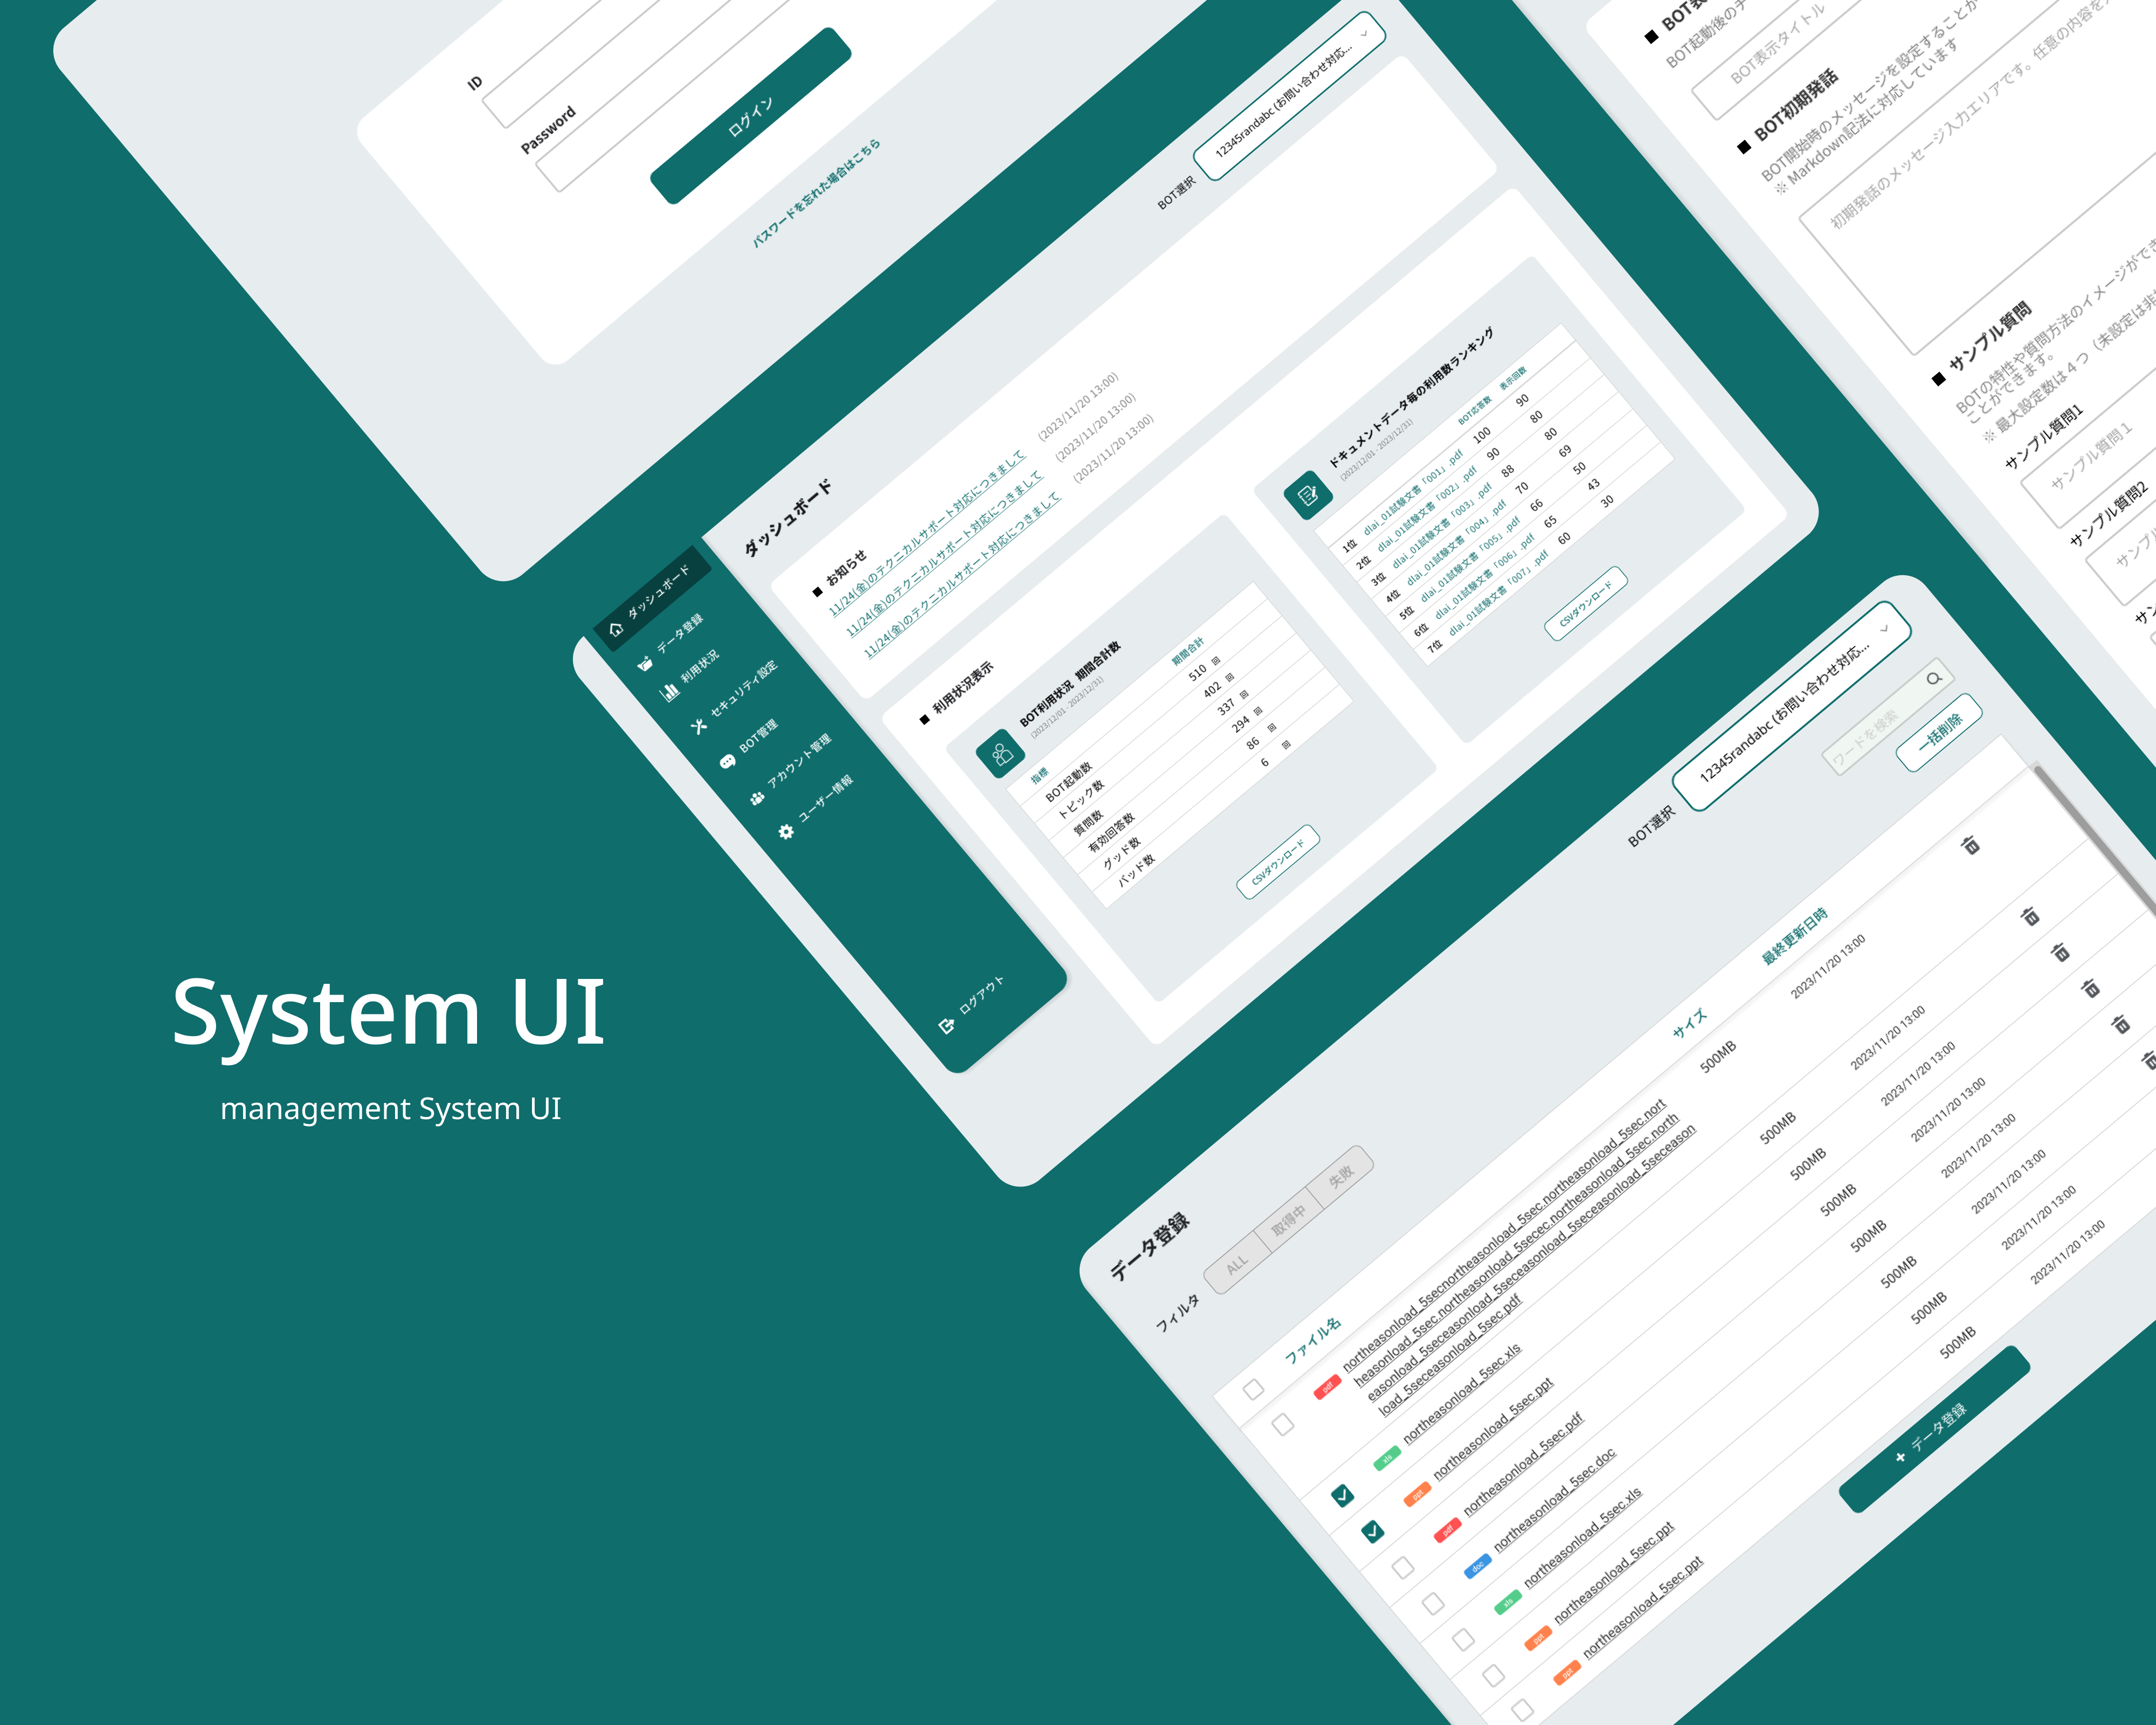 System UI
management System UI
ID
Password
ログイン
パスワードを忘れた場合はこちら
BOT選択
12345randabc (お問い合わせ対応...
ダッシュボード
データ登録
利用状況
セキュリティ設定
BOT管理
アカウント管理
ユーザー情報
ログアウト
ダッシュボード
■ お知らせ
11/24(金)のテクニカルサポート対応につきまして (2023/11/20 13:00)
11/24(金)のテクニカルサポート対応につきまして (2023/11/20 13:00)
11/24(金)のテクニカルサポート対応につきまして (2023/11/20 13:00)
■ 利用状況表示
BOT利用状況 期間合計数
(2023/12/01 - 2023/12/31)
指標 期間合計
BOT起動数 510 回
トピック数 402 回
質問数 337 回
有効回答数 294 回
グッド数 86 回
バッド数 6 回
CSVダウンロード
ドキュメントデータ毎の利用数ランキング
(2023/12/01 - 2023/12/31)
BOT応答数 表示回数
1位 dlai_01試験文書「001」.pdf 100 90
2位 dlai_01試験文書「002」.pdf 90 80
3位 dlai_01試験文書「003」.pdf 88 80
4位 dlai_01試験文書「004」.pdf 70 69
5位 dlai_01試験文書「005」.pdf 66 50
6位 dlai_01試験文書「006」.pdf 65 43
7位 dlai_01試験文書「007」.pdf 60 30
CSVダウンロード
データ登録
BOT選択
12345randabc (お問い合わせ対応...
フィルタ
ALL 取得中 失敗
ワードを検索
一括削除
ファイル名 サイズ 最終更新日時
pdf northeasonload_5secnortheasonload_5sec.northeasonload_5sec.nort 500MB 2023/11/20 13:00
heasonload_5sec.northeasonload_5secec.northeasonload_5sec.north
easonload_5seceasonload_5seceasonload_5seceasonload_5seceason
load_5seceasonload_5sec.pdf
xls northeasonload_5sec.xls 500MB 2023/11/20 13:00
ppt northeasonload_5sec.ppt 500MB 2023/11/20 13:00
pdf northeasonload_5sec.pdf 500MB 2023/11/20 13:00
doc northeasonload_5sec.doc 500MB 2023/11/20 13:00
xls northeasonload_5sec.xls 500MB 2023/11/20 13:00
ppt northeasonload_5sec.ppt 500MB 2023/11/20 13:00
ppt northeasonload_5sec.ppt 500MB 2023/11/20 13:00
+ データ登録
■ BOT表
BOT起動後のチ
BOT表示タイトル
■ BOT初期発話
BOT開始時のメッセージを設定することが
※ Markdown記法に対応しています
初期発話のメッセージ入力エリアです。任意の内容を
■ サンプル質問
BOTの特性や質問方法のイメージができ
ことができます。
※ 最大設定数は４つ（未設定は非
サンプル質問1
サンプル質問１
サンプル質問2
サンプル
サン